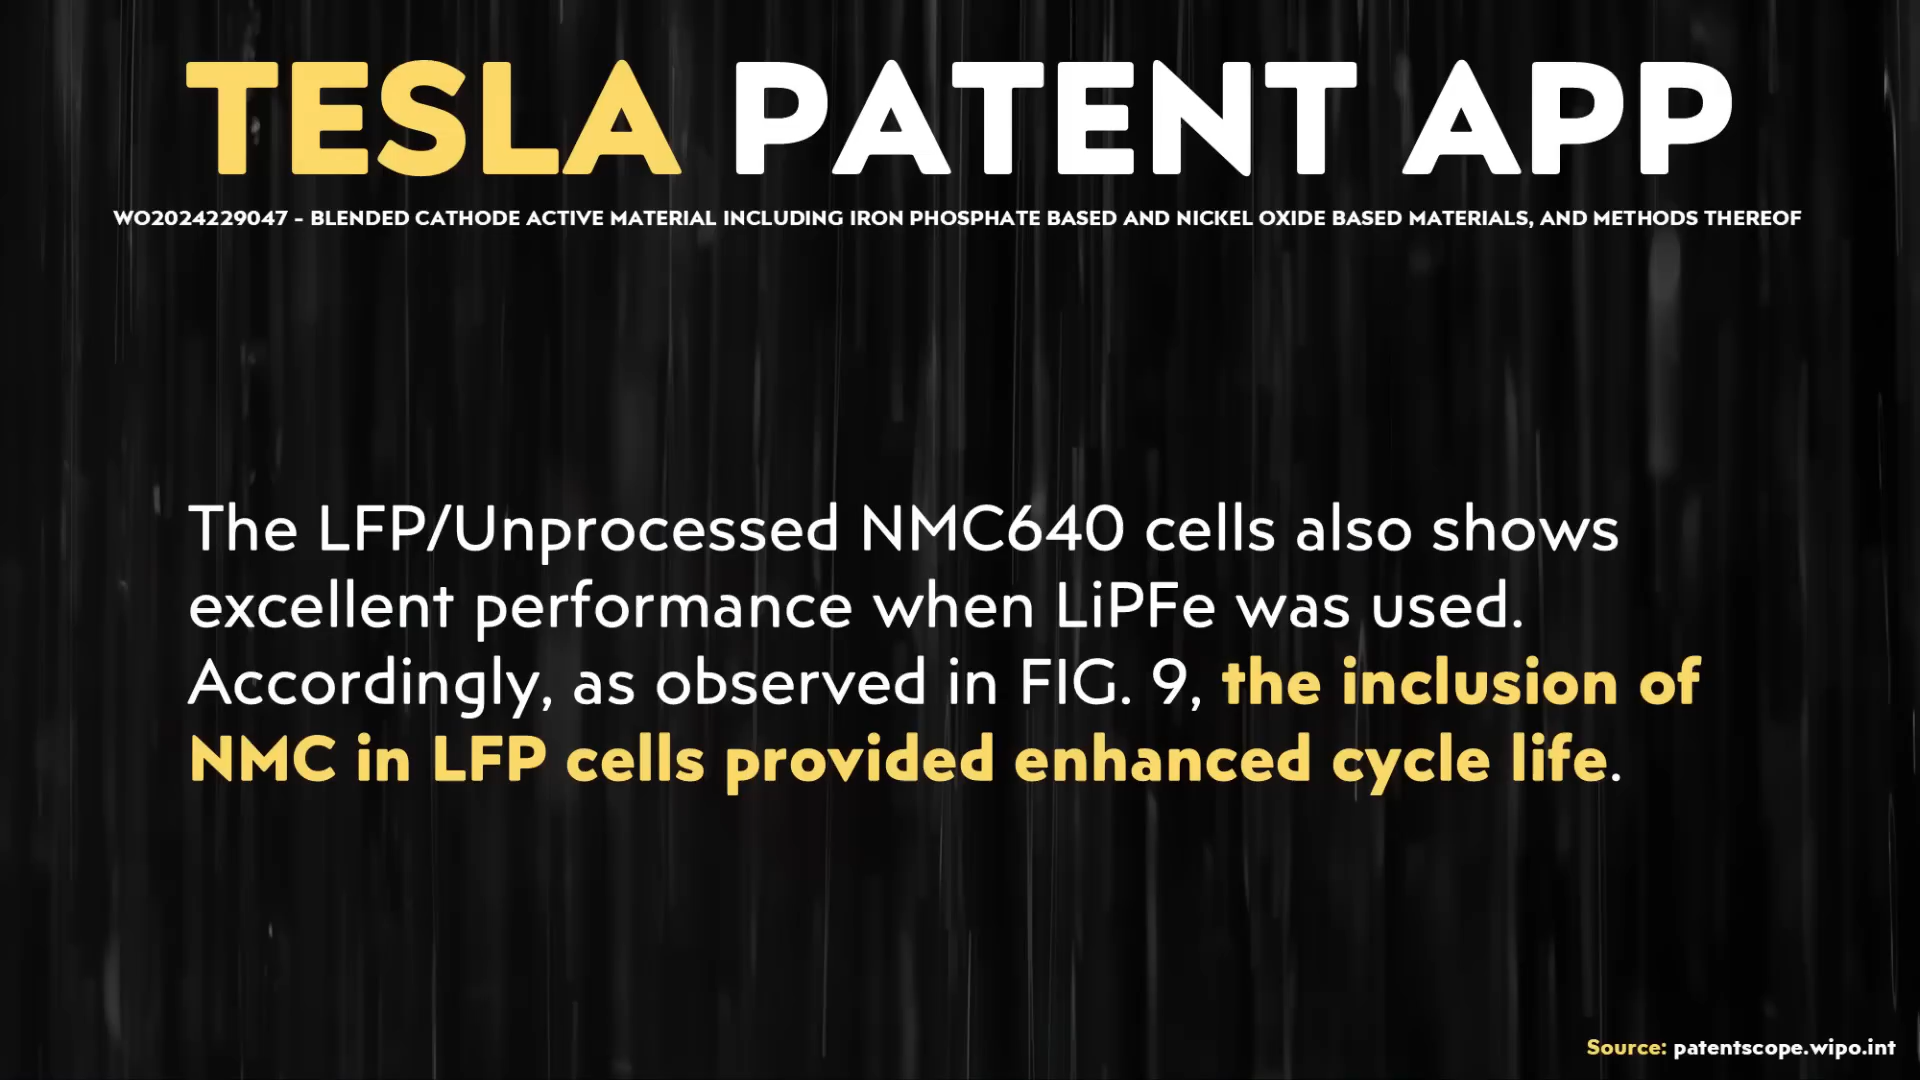 TESLA PATENT APP
WO2024229047 - BLENDED CATHODE ACTIVE MATERIAL INCLUDING IRON PHOSPHATE BASED AND NICKEL OXIDE BASED MATERIALS, AND METHODS THEREOF
The LFP/Unprocessed NMC640 cells also shows
excellent performance when LiPFe was used.
Accordingly, as observed in FIG. 9, the inclusion of
NMC in LFP cells provided enhanced cycle life.
Source: patentscope.wipo.int